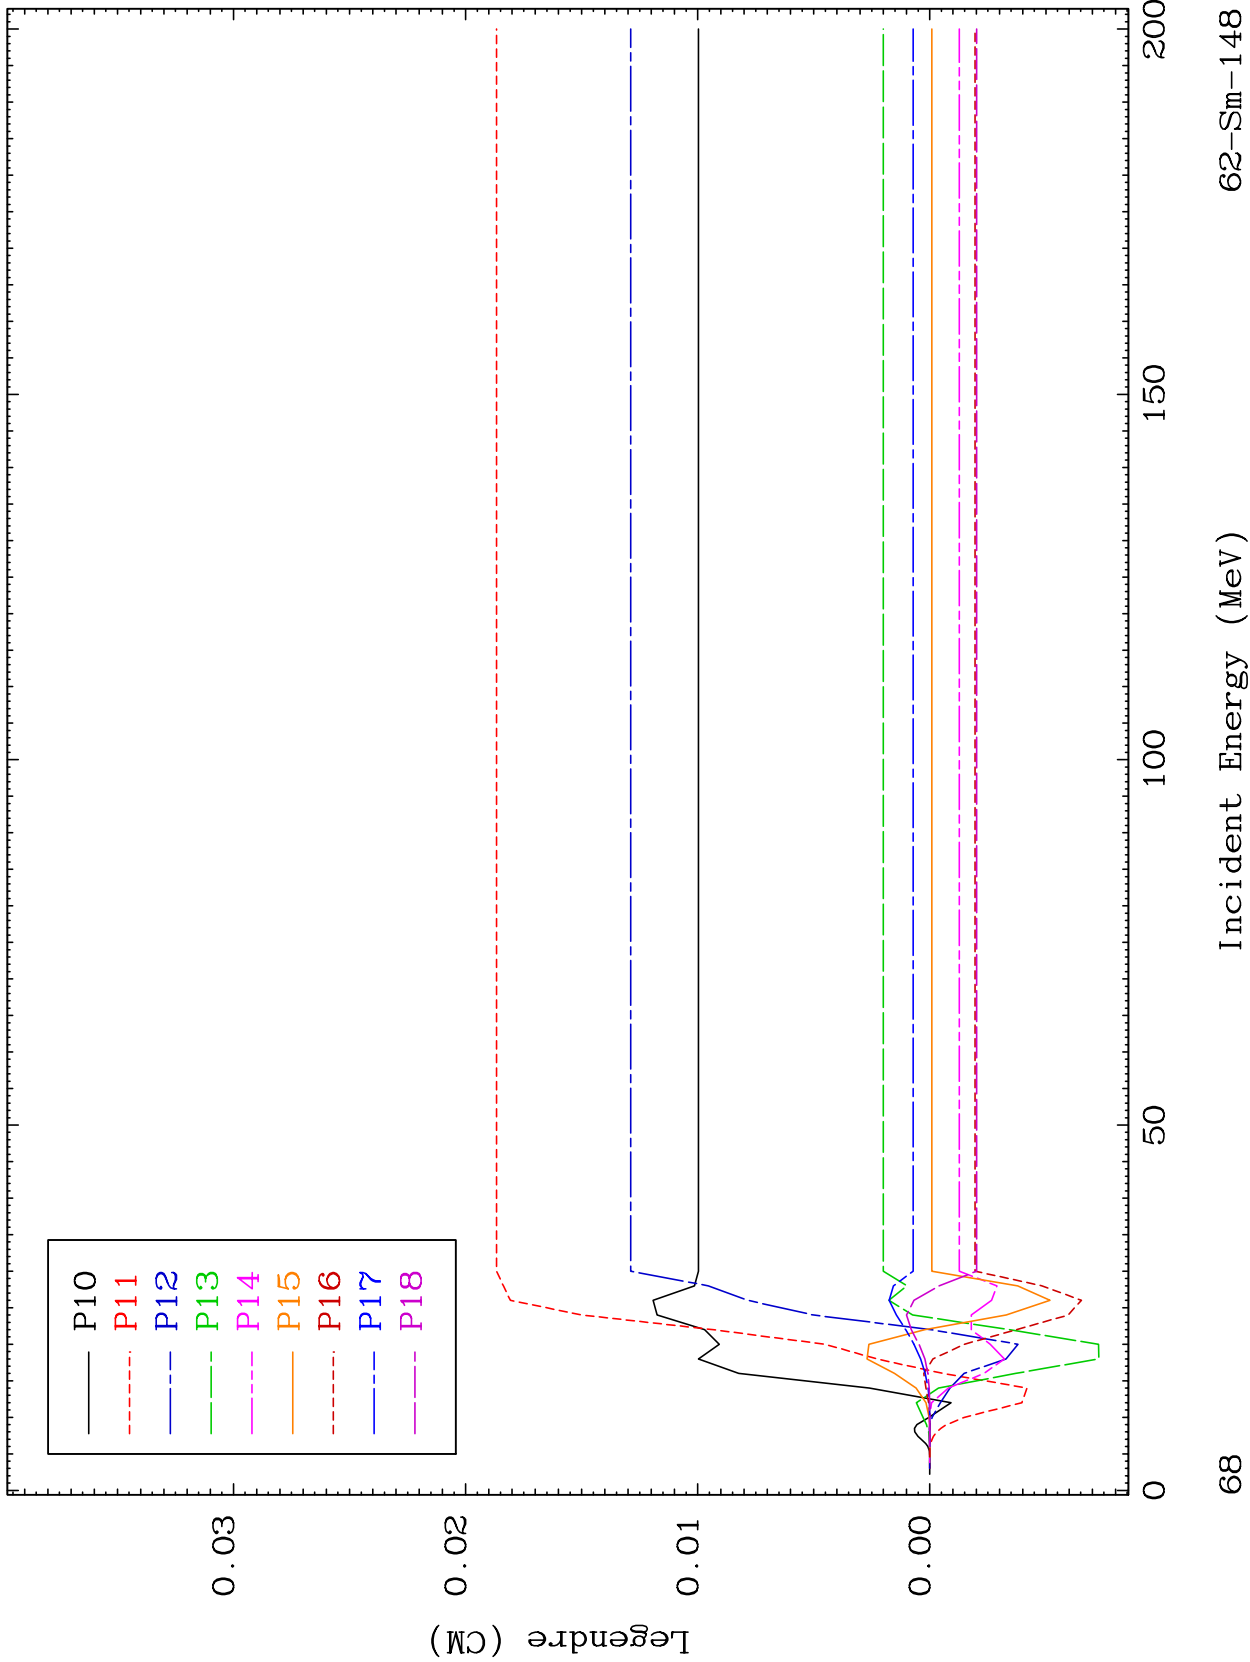 P10
P11
P12
P13
P14
P15
P16
P17
P18
0.03
0.02
0.01
0.00
Legendre (CM)
0
50
100
150
200
68
Incident Energy (MeV)
62-Sm-148